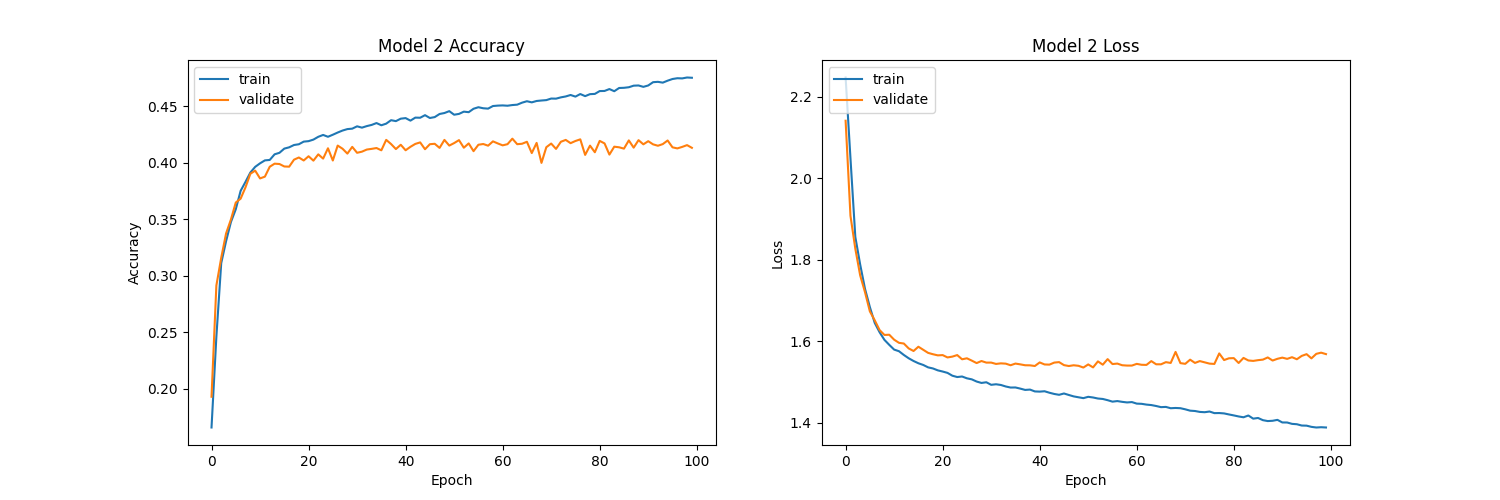 Model 2 Accuracy
train
validate
0.45
0.40
0.35
0.30
0.25
0.20
Accuracy
0 20 40 60 80 100
Epoch
Model 2 Loss
train
validate
2.2
2.0
1.8
1.6
1.4
Loss
0 20 40 60 80 100
Epoch